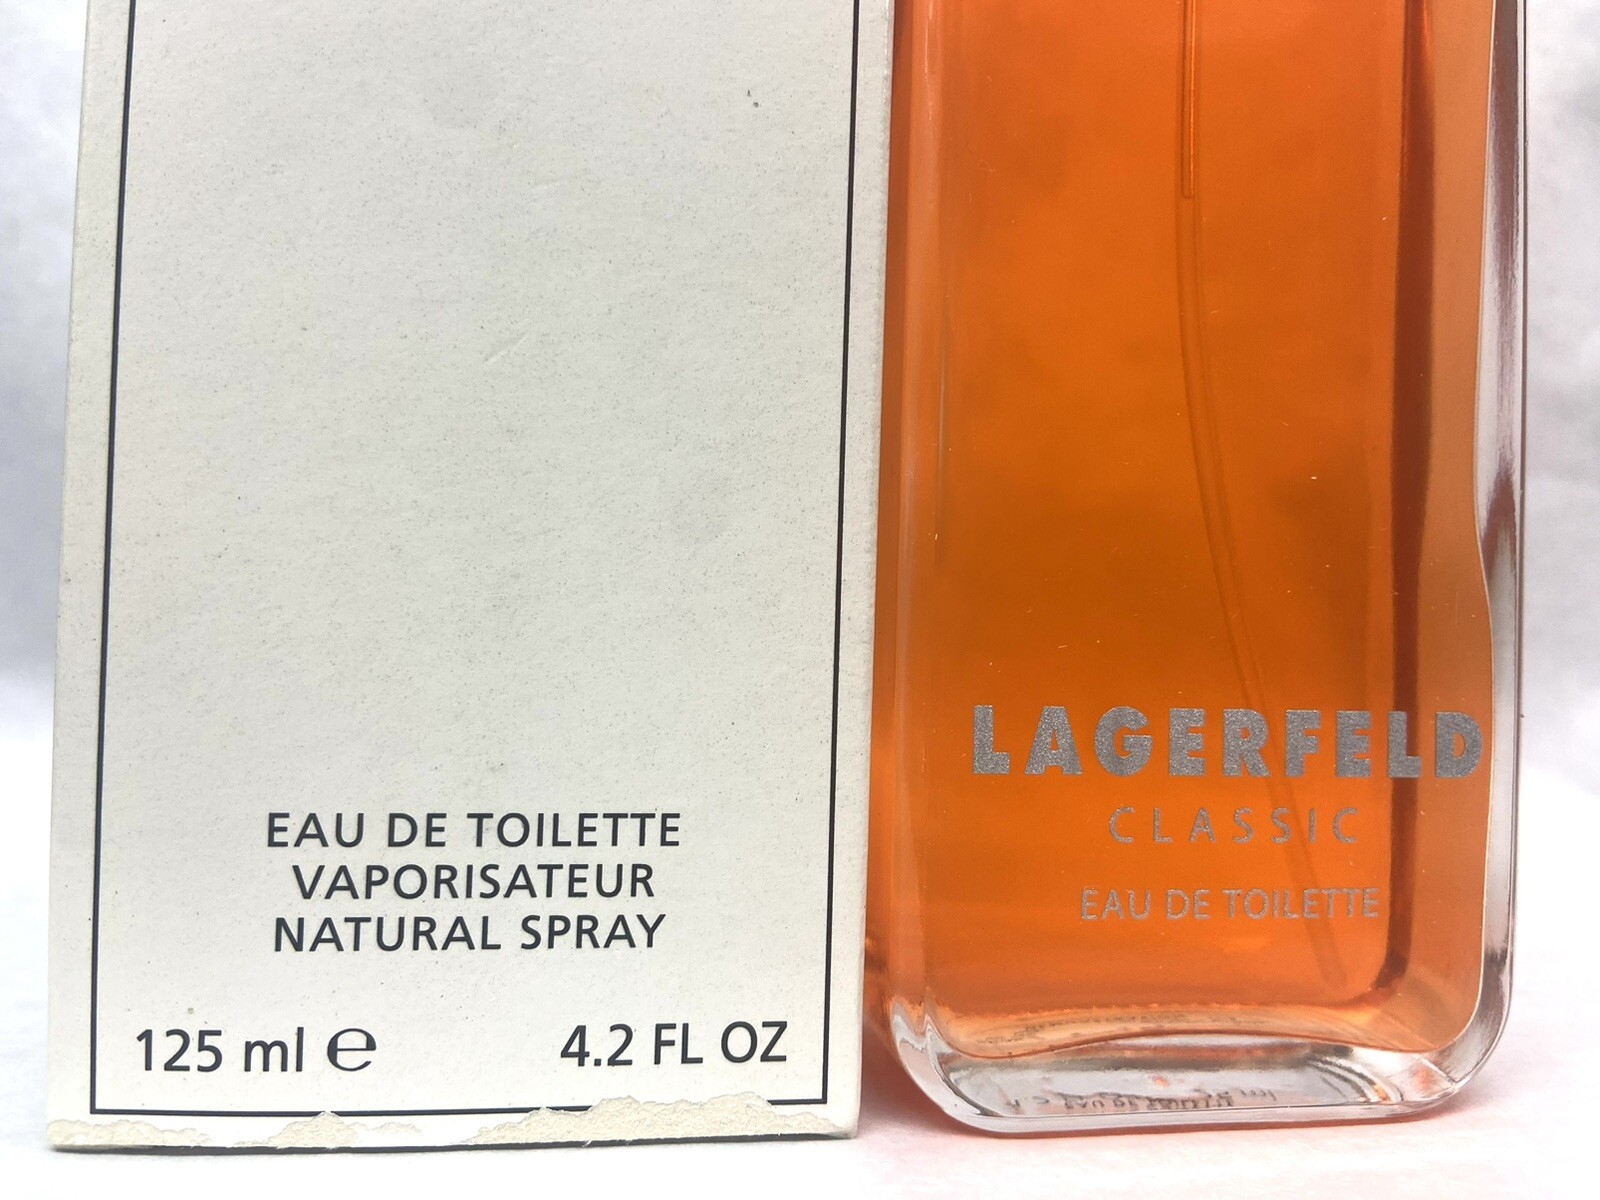 EAU DE TOILETTE
VAPORISATEUR
NATURAL SPRAY
125 ml ℮
4.2 FL OZ
LAGERFELD
CLASSIC
EAU DE TOILETTE